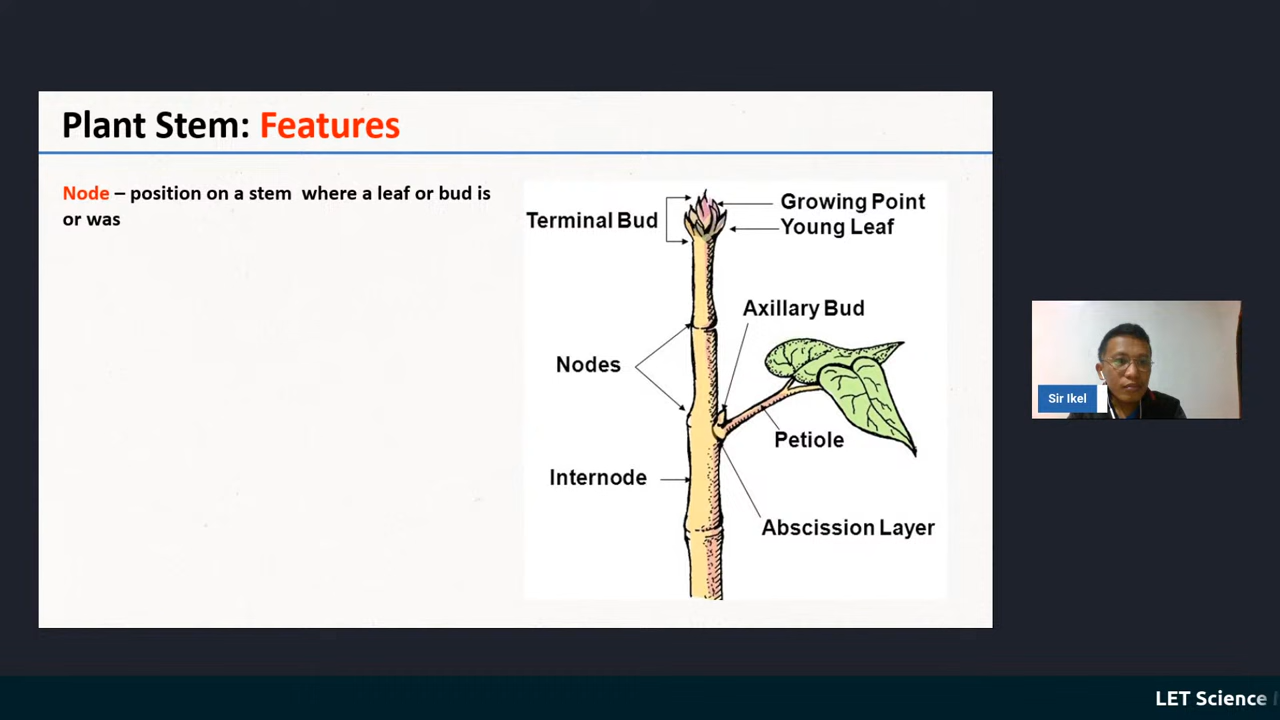 Plant Stem: Features
Node – position on a stem where a leaf or bud is
or was
Terminal Bud
Growing Point
Young Leaf
Axillary Bud
Nodes
Petiole
Internode
Abscission Layer
Sir Ikel
LET Science